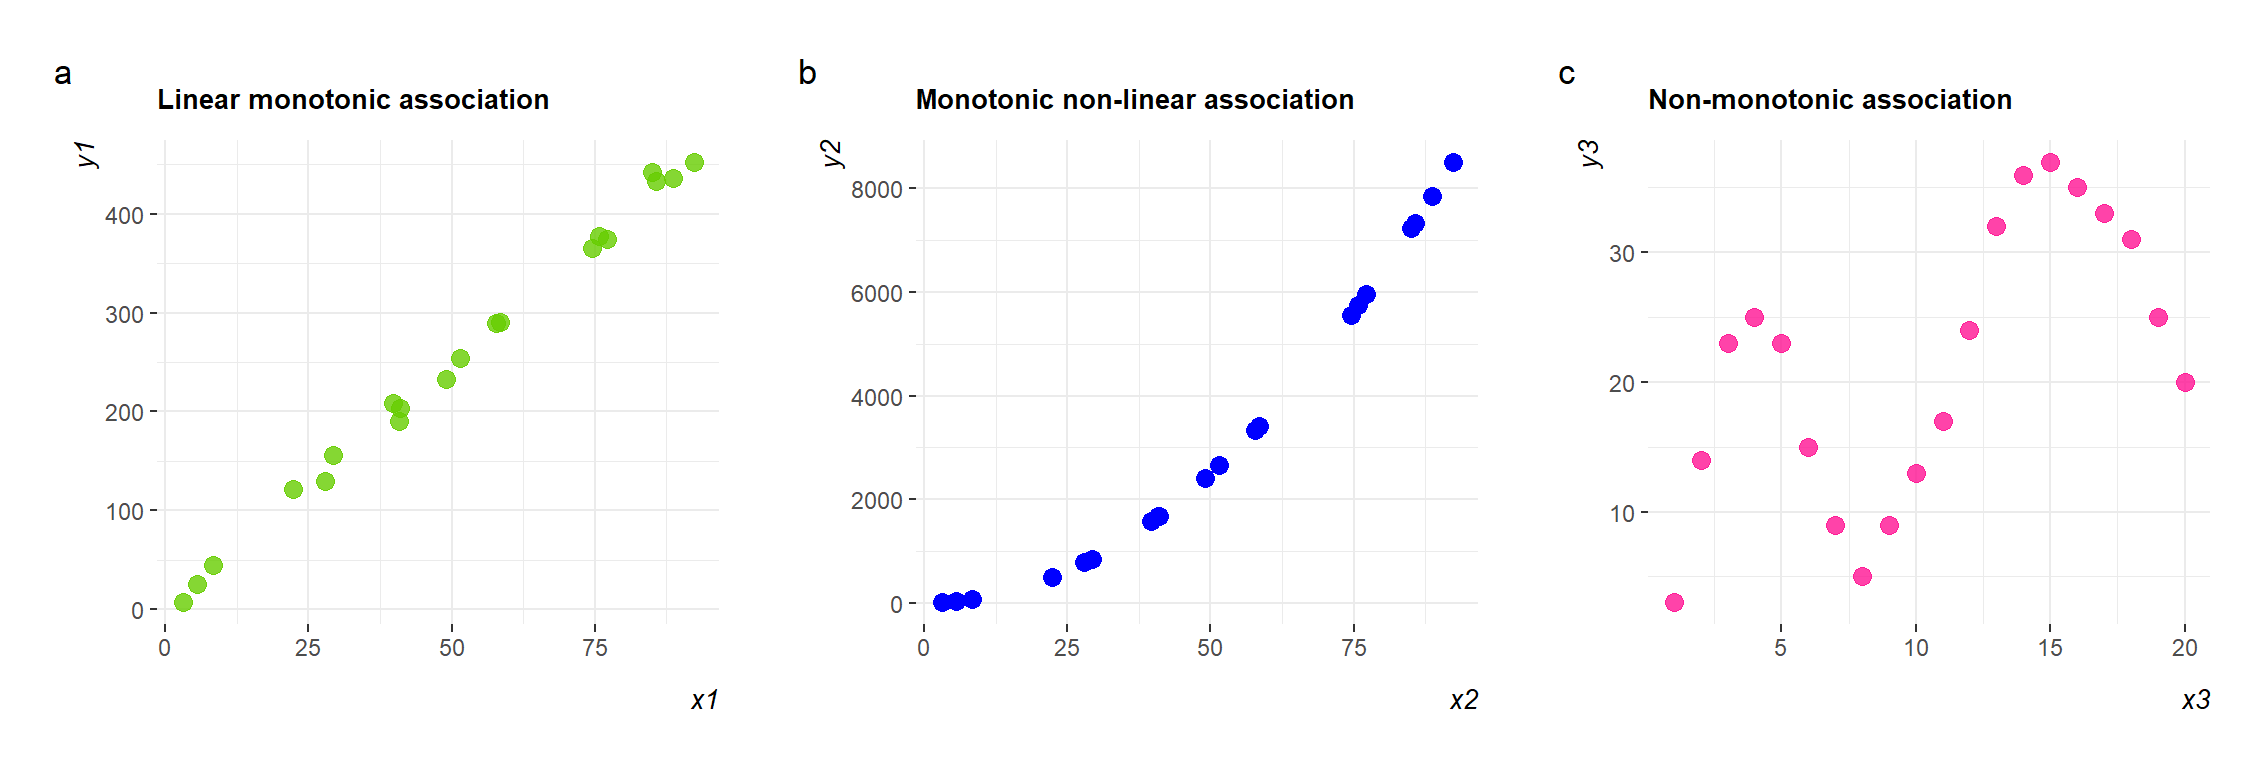 a
Linear monotonic association
y1
400
300
200
100
0
0 25 50 75
x1
b
Monotonic non-linear association
y2
8000
6000
4000
2000
0
0 25 50 75
x2
c
Non-monotonic association
y3
30
20
10
5 10 15 20
x3